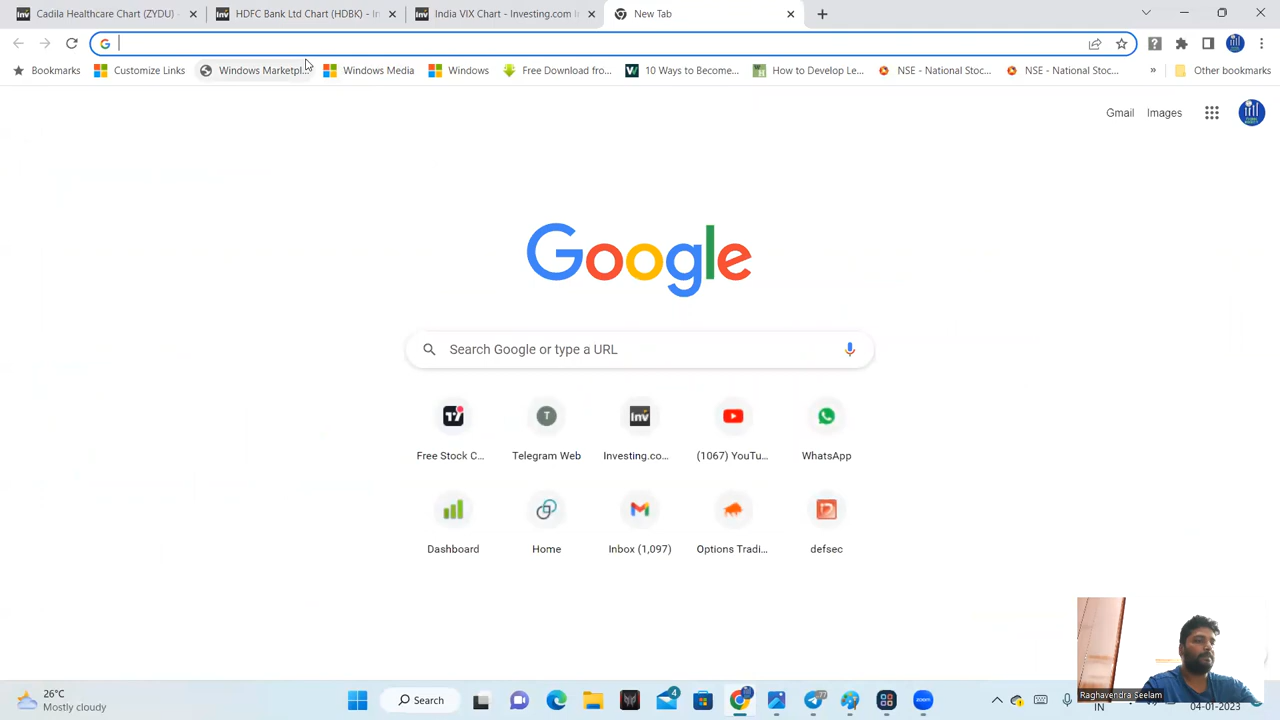 Cadila Healthcare Chart (ZYDU) -
HDFC Bank Ltd Chart (HDBK) - In
India VIX Chart - Investing.com In
New Tab
Bookmarks
Customize Links
Windows Marketpl...
Windows Media
Windows
Free Download fro...
10 Ways to Become...
How to Develop Le...
NSE - National Stoc...
NSE - National Stoc...
»
Other bookmarks
Gmail
Images
Google
Search Google or type a URL
Free Stock C...
Telegram Web
Investing.co...
(1067) YouTu...
WhatsApp
Dashboard
Home
Inbox (1,097)
Options Tradi...
defsec
Raghavendra Seelam
26°C
Mostly cloudy
Search
IN
04-01-2023